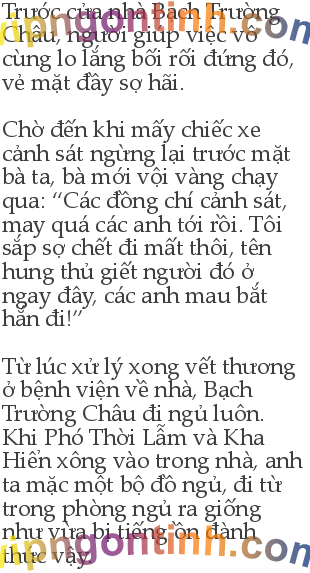 Trước cửa nhà Bạch Trường
Châu, người giúp việc vô
cùng lo lắng bối rối đứng đó,
vẻ mặt đầy sợ hãi.
Chờ đến khi mấy chiếc xe
cảnh sát ngừng lại trước mặt
bà ta, bà mới vội vàng chạy
qua: “Các đồng chí cảnh sát,
may quá các anh tới rồi. Tôi
sắp sợ chết đi mất thôi, tên
hung thủ giết người đó ở
ngay đây, các anh mau bắt
hắn đi!”
Từ lúc xử lý xong vết thương
ở bệnh viện về nhà, Bạch
Trường Châu đi ngủ luôn.
Khi Phó Thời Lẫm và Kha
Hiển xông vào trong nhà, anh
ta mặc một bộ đồ ngủ, đi từ
trong phòng ngủ ra giống
như vừa bị tiếng ồn đánh
thức vậy.
vipngontinh.com
vipngontinh.com